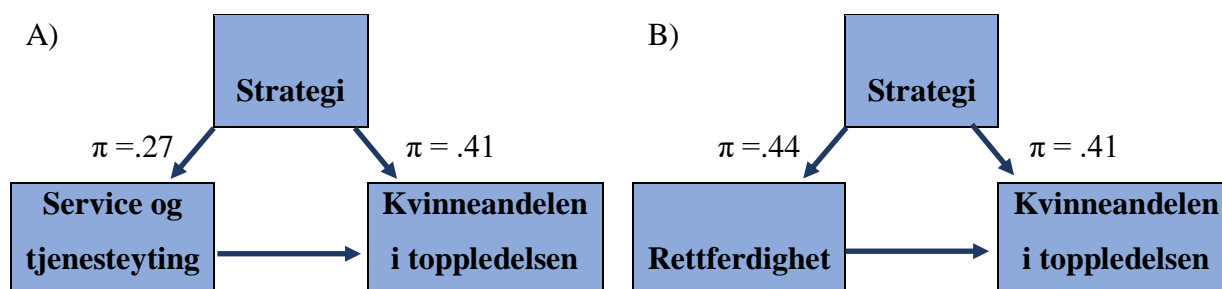 A)
Strategi
π =.27
π = .41
Service og
tjenesteyting
Kvinneandelen
i toppledelsen
B)
Strategi
π =.44
π = .41
Rettferdighet
Kvinneandelen
i toppledelsen